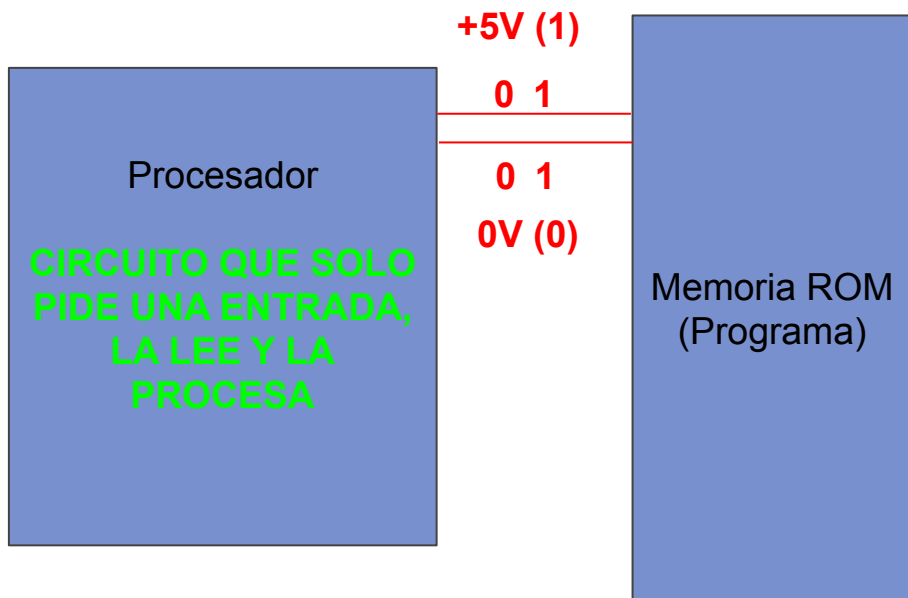 +5V (1)
0 1
Procesador
0 1
0V (0)
CIRCUITO QUE SOLO
PIDE UNA ENTRADA,
LA LEE Y LA
PROCESA
Memoria ROM
(Programa)